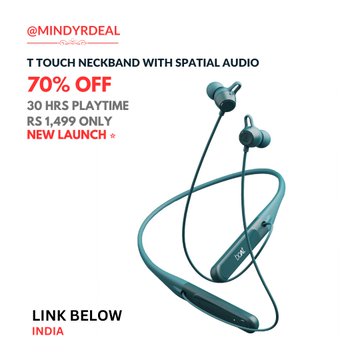 @MINDYRDEAL
T TOUCH NECKBAND WITH SPATIAL AUDIO
70% OFF
30 HRS PLAYTIME
RS 1,499 ONLY
NEW LAUNCH ⭐
boAt
LINK BELOW
INDIA